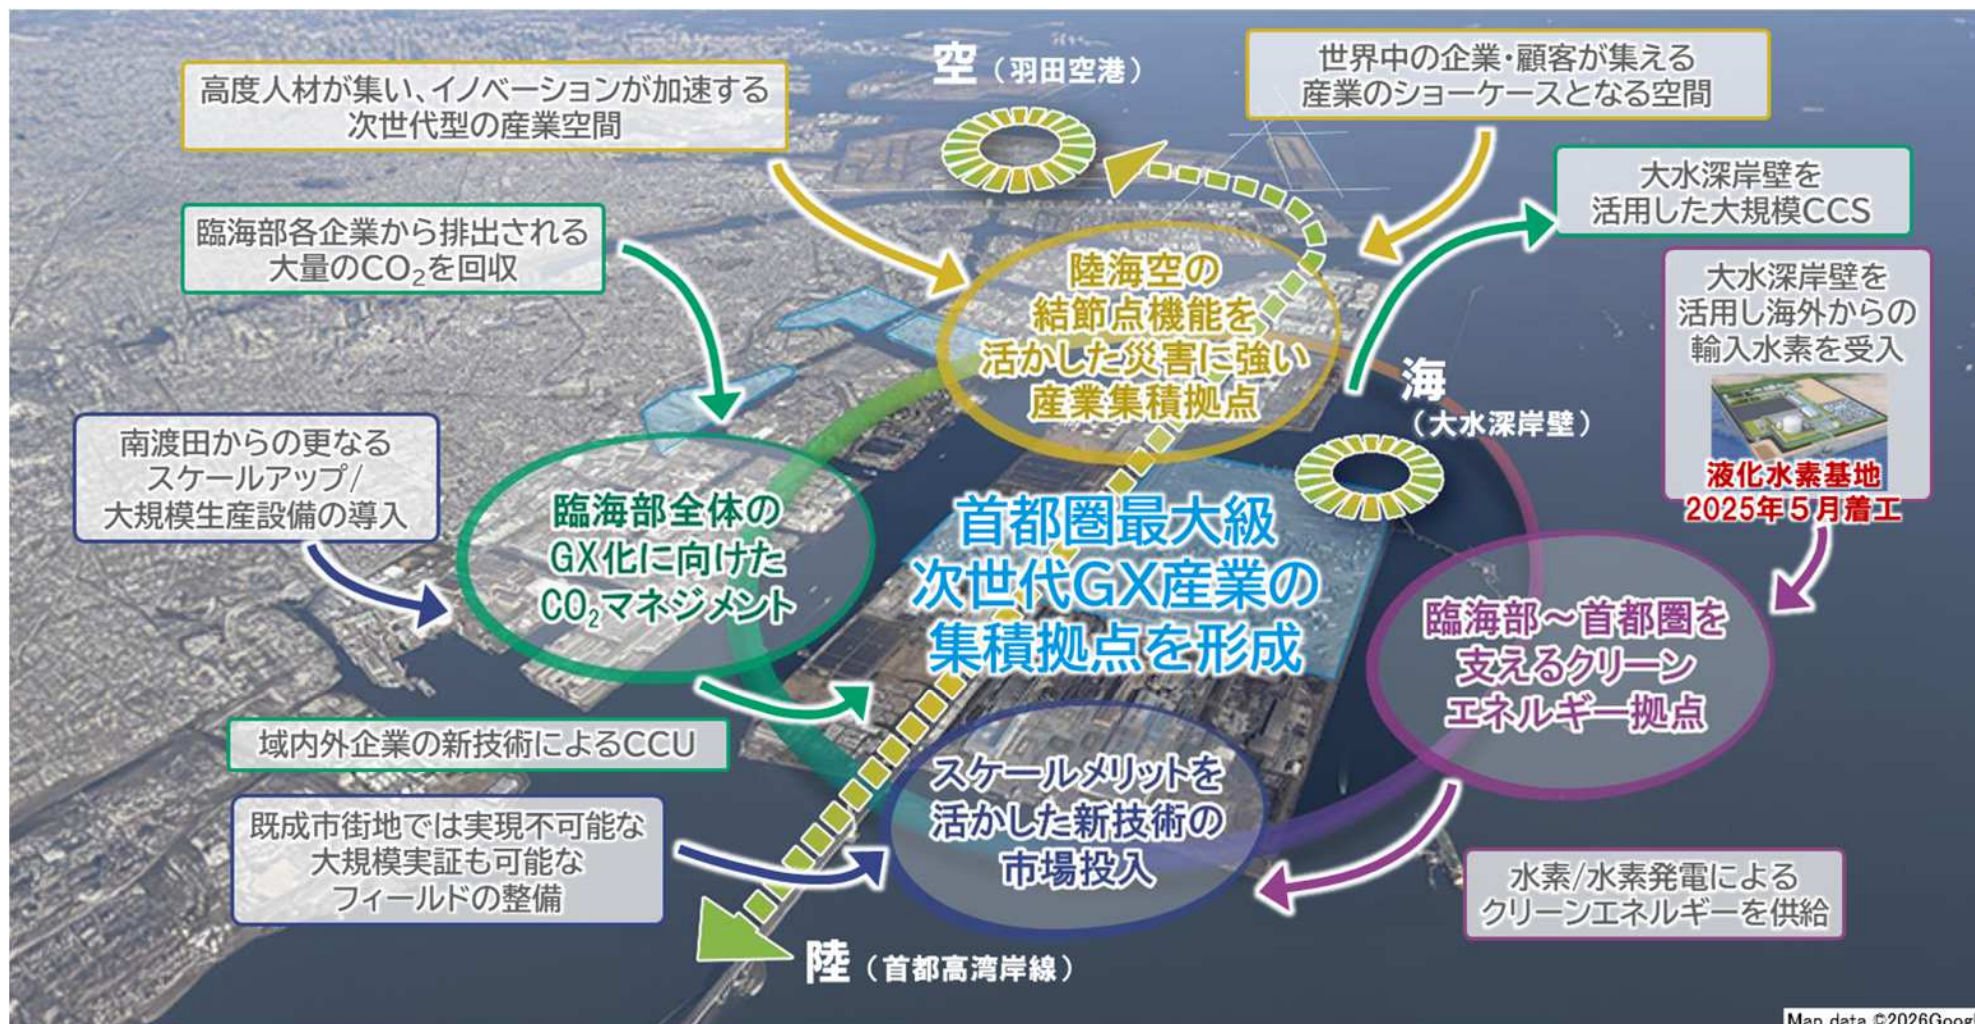 空（羽田空港）
世界中の企業・顧客が集える
産業のショーケースとなる空間
高度人材が集い、イノベーションが加速する
次世代型の産業空間
大水深岸壁を
活用した大規模CCS
臨海部各企業から排出される
大量のCO₂を回収
陸海空の
結節点機能を
活かした災害に強い
産業集積拠点
大水深岸壁を
活用し海外からの
輸入水素を受入
液化水素基地
2025年５月着工
海
（大水深岸壁）
南渡田からの更なる
スケールアップ/
大規模生産設備の導入
臨海部全体の
GX化に向けた
CO₂マネジメント
首都圏最大級
次世代GX産業の
集積拠点を形成
臨海部～首都圏を
支えるクリーン
エネルギー拠点
域内外企業の新技術によるCCU
スケールメリットを
活かした新技術の
市場投入
既成市街地では実現不可能な
大規模実証も可能な
フィールドの整備
水素/水素発電による
クリーンエネルギーを供給
陸（首都高湾岸線）
Map data ©2026Googl